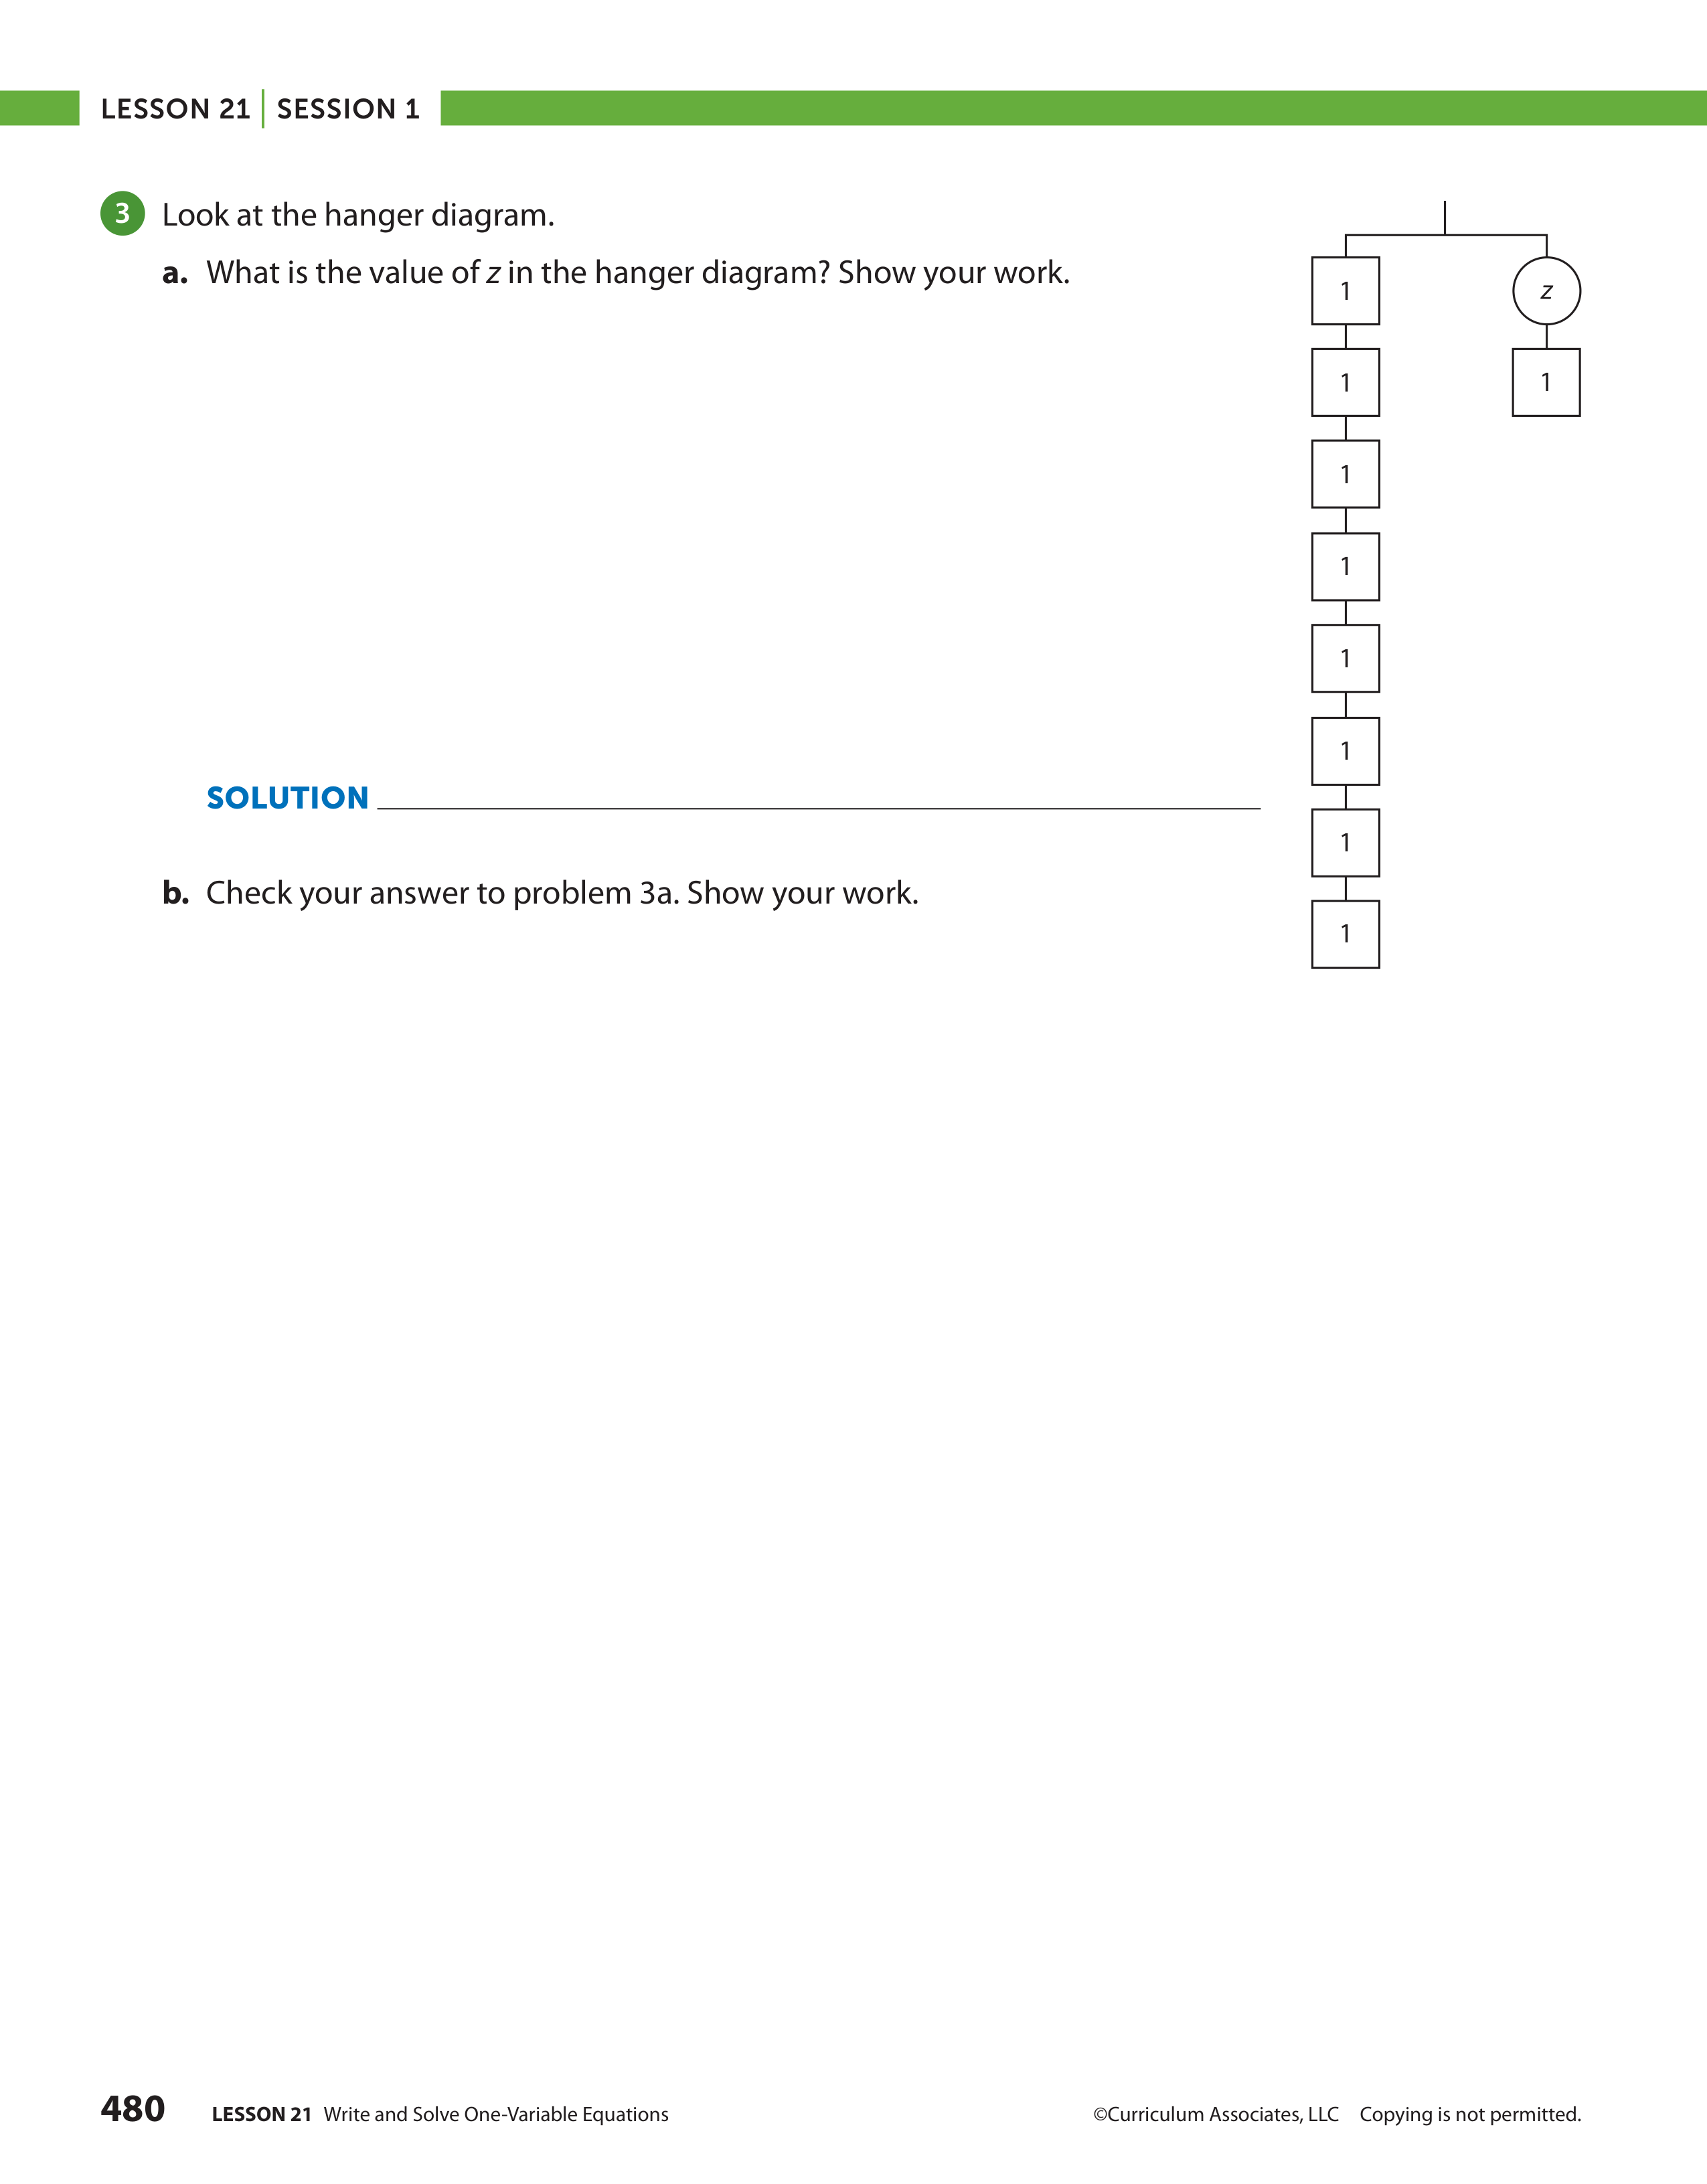 LESSON 21 | SESSION 1
3 Look at the hanger diagram.
a. What is the value of z in the hanger diagram? Show your work.
1 z
1 1
1
1
1
1
SOLUTION
1
b. Check your answer to problem 3a. Show your work.
1
480 LESSON 21 Write and Solve One-Variable Equations ©Curriculum Associates, LLC Copying is not permitted.